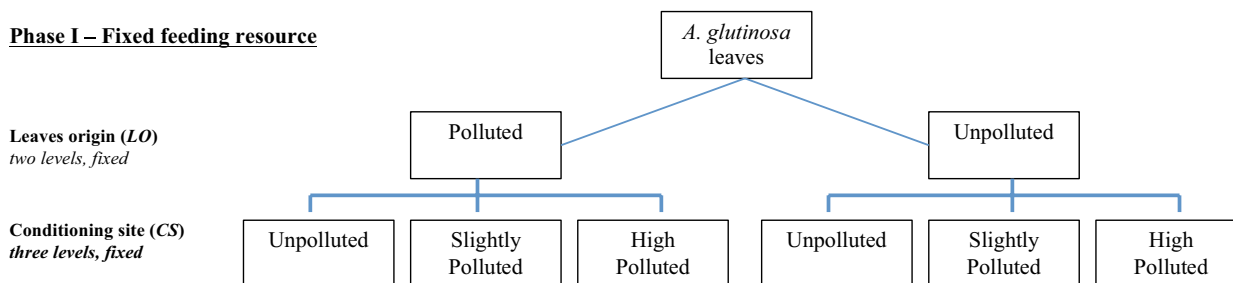 Phase I – Fixed feeding resource
A. glutinosa
leaves
Leaves origin (LO)
two levels, fixed
Polluted
Unpolluted
Conditioning site (CS)
three levels, fixed
Unpolluted
Slightly
Polluted
High
Polluted
Unpolluted
Slightly
Polluted
High
Polluted